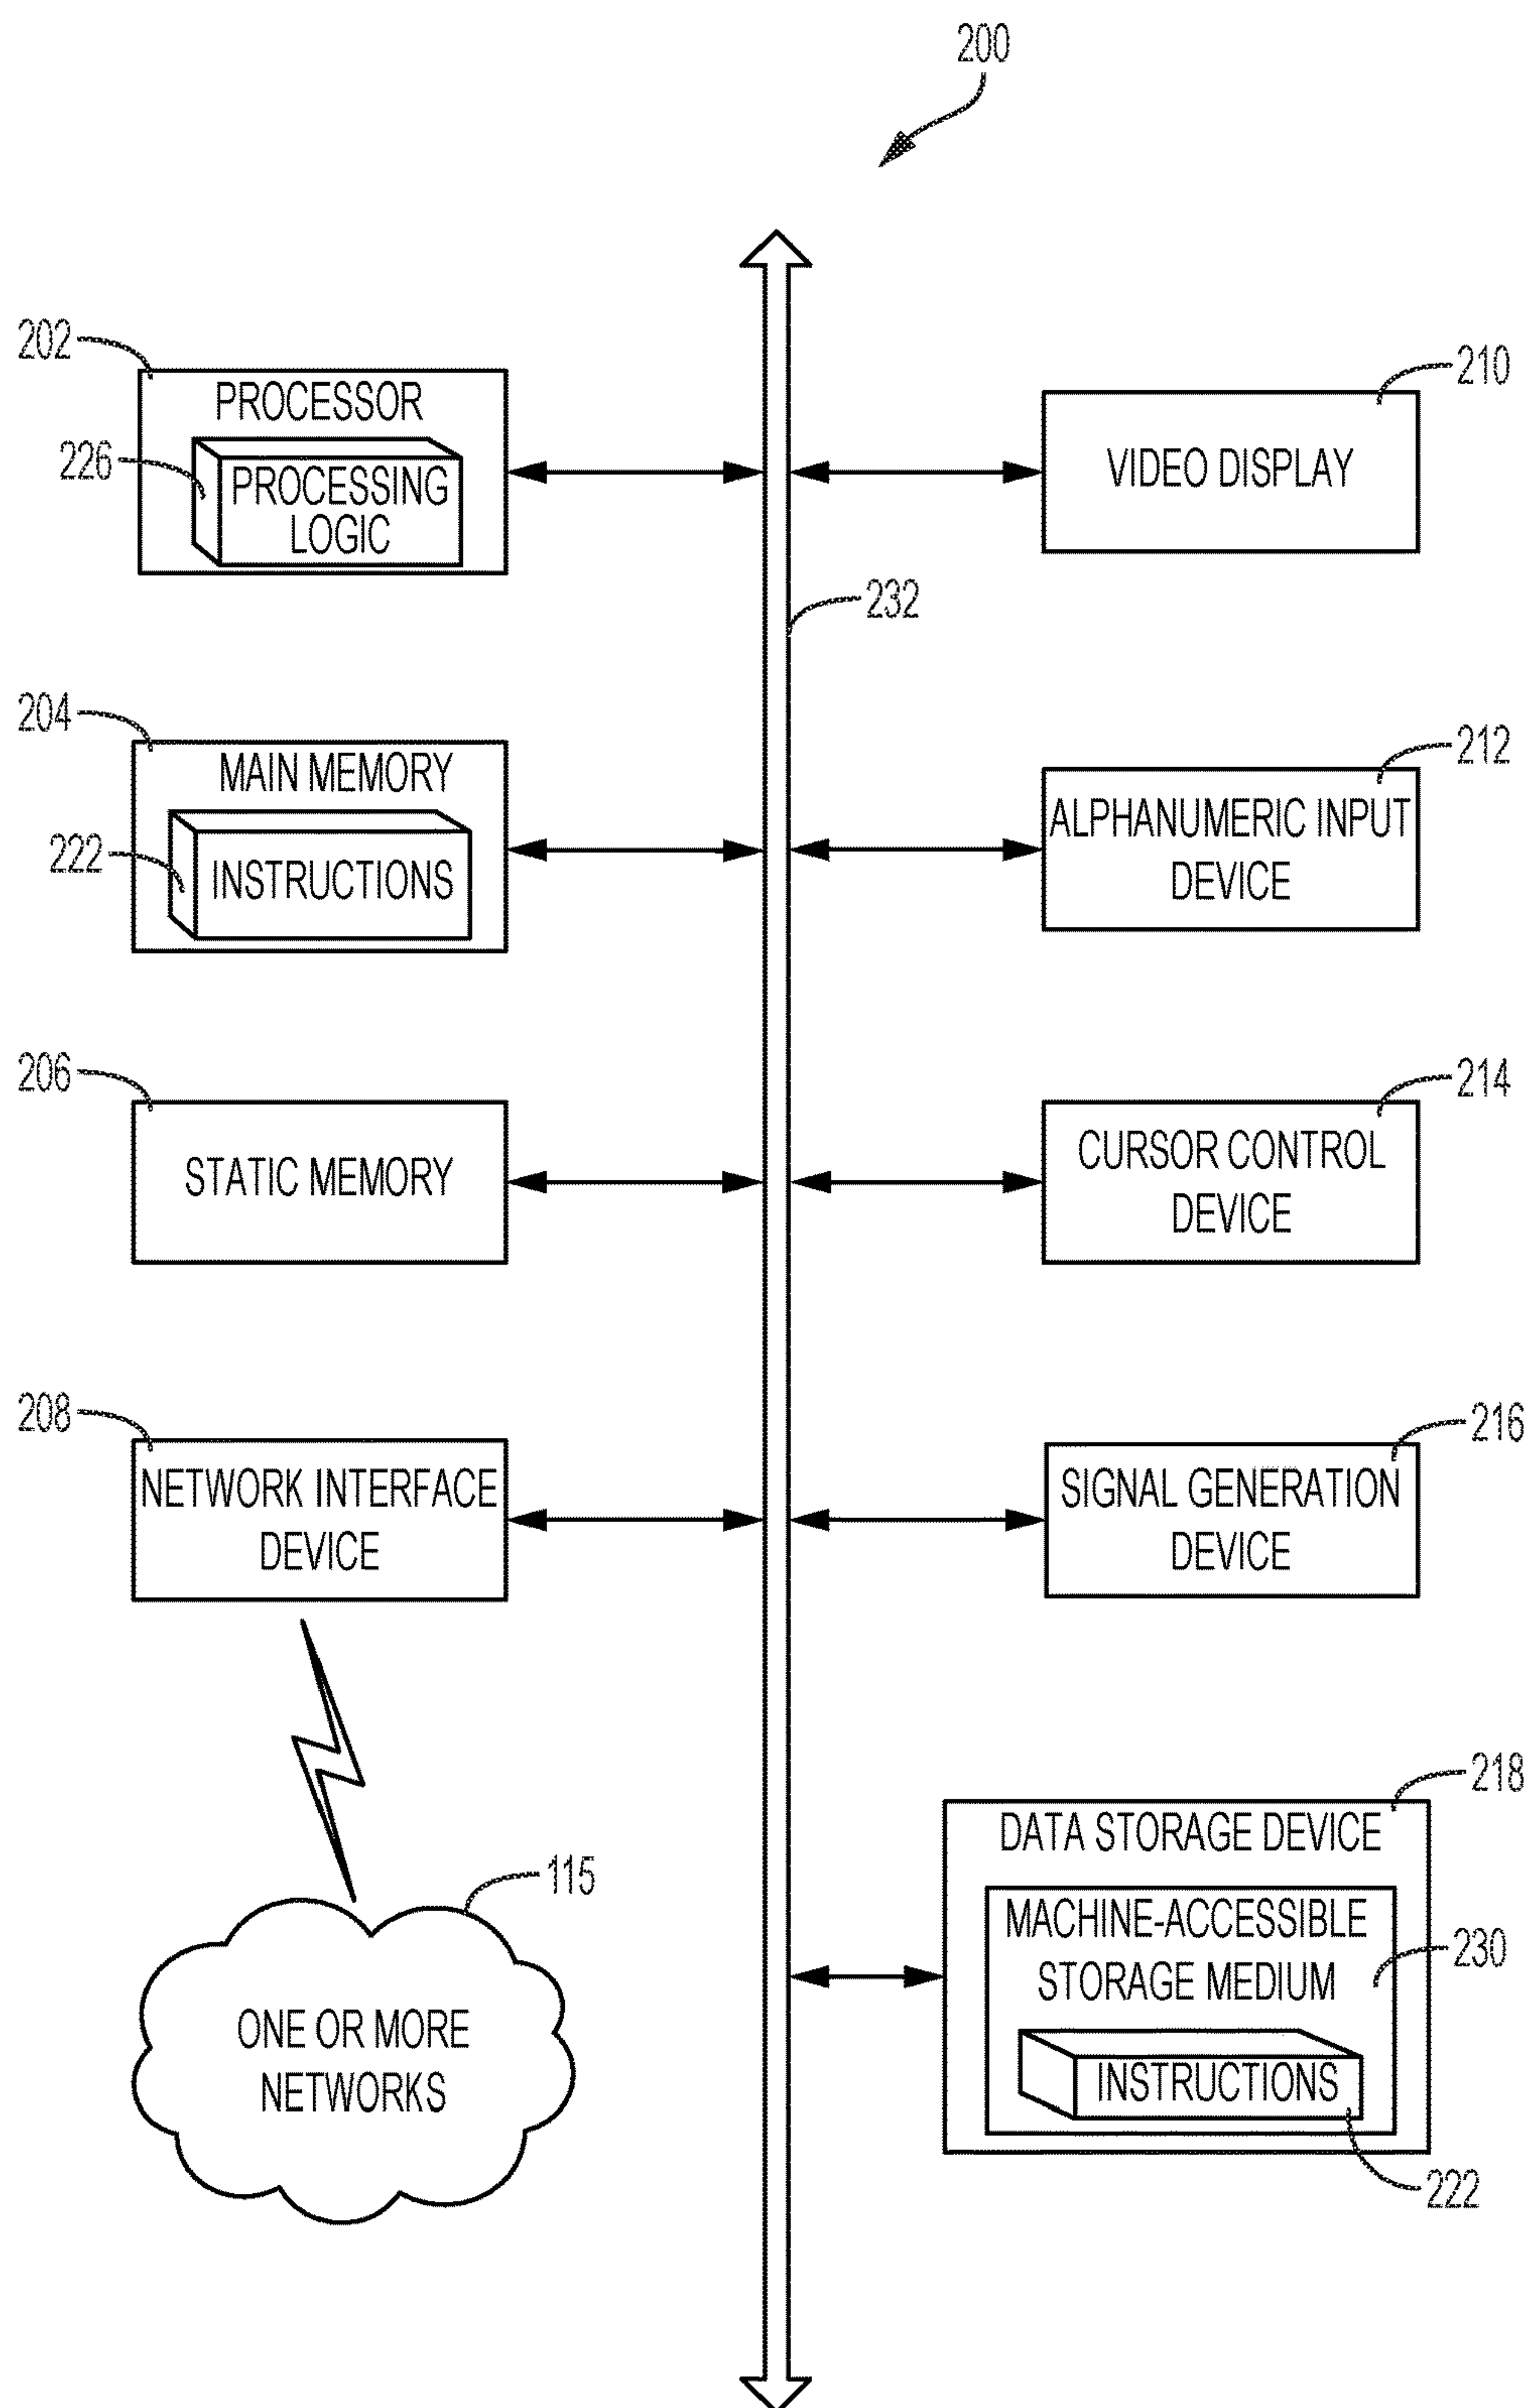 200
202
PROCESSOR
226
PROCESSING
LOGIC
210
VIDEO DISPLAY
232
204
MAIN MEMORY
222
INSTRUCTIONS
212
ALPHANUMERIC INPUT
DEVICE
206
STATIC MEMORY
214
CURSOR CONTROL
DEVICE
208
NETWORK INTERFACE
DEVICE
216
SIGNAL GENERATION
DEVICE
115
ONE OR MORE
NETWORKS
218
DATA STORAGE DEVICE
MACHINE-ACCESSIBLE
STORAGE MEDIUM
230
INSTRUCTIONS
222